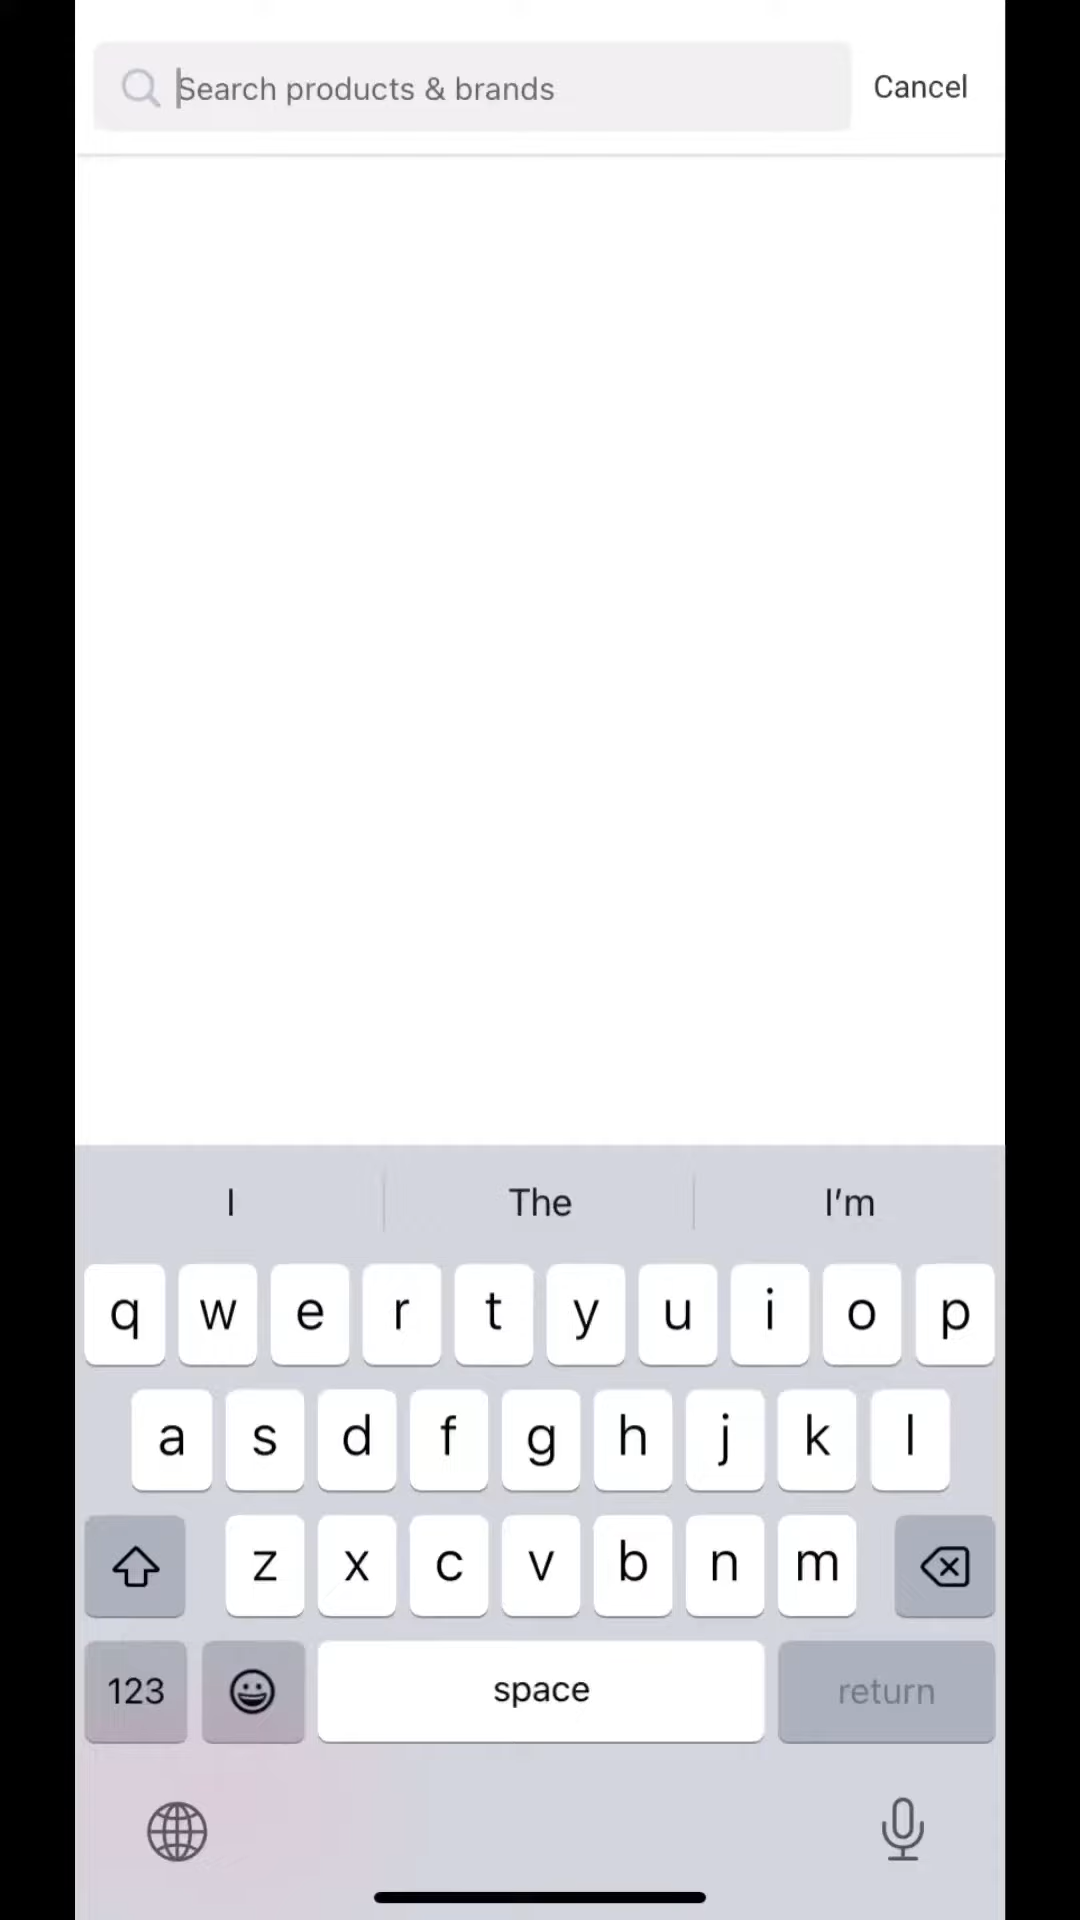 Search products & brands Cancel
I The I'm
q w e r t y u i o p
a s d f g h j k l
z x c v b n m
123 space return